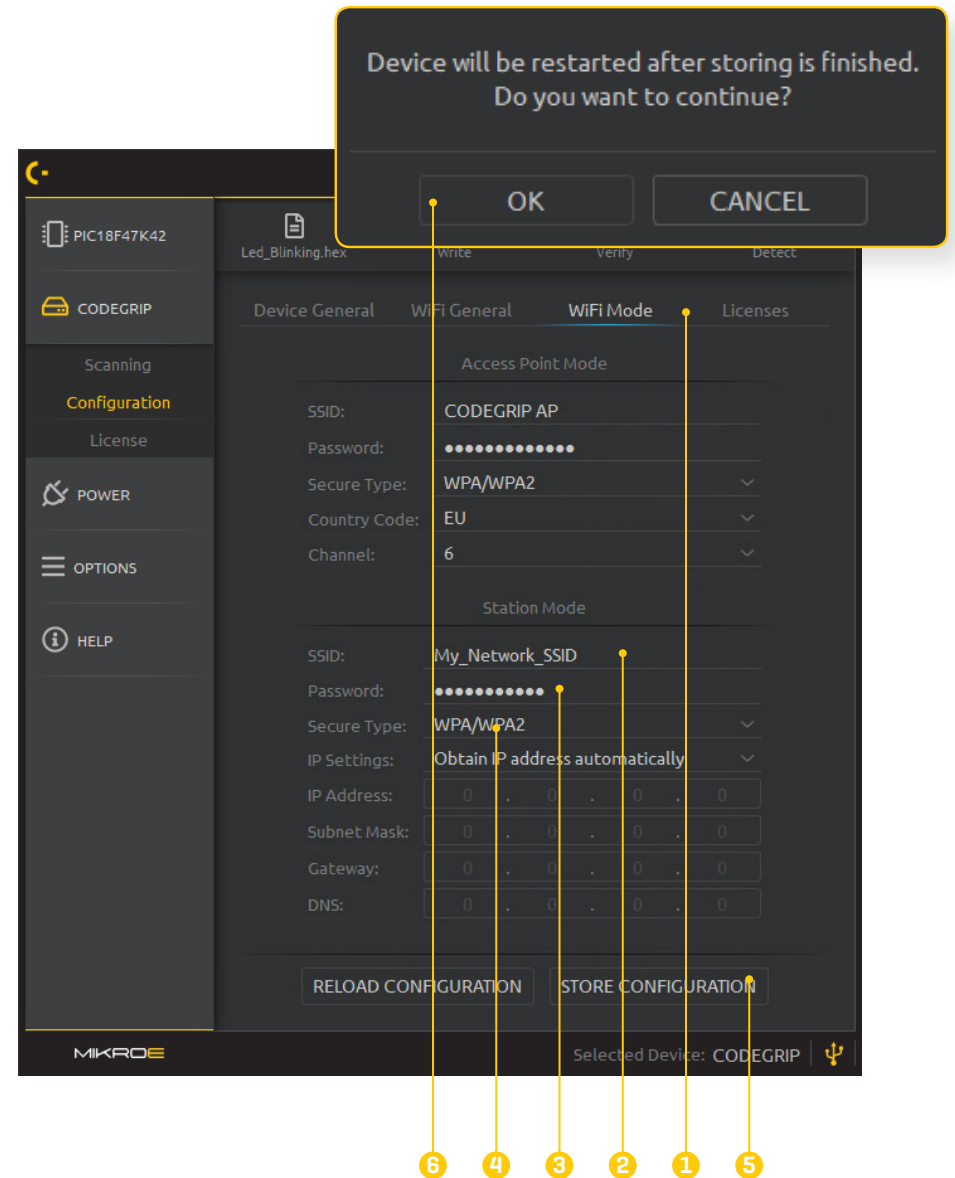 Device will be restarted after storing is finished.
Do you want to continue?
OK CANCEL
PIC18F47K42
Led_Blinking.hex Write Verify Detect
CODEGRIP
Device General WiFi General WiFi Mode Licenses
Scanning
Configuration
License
Access Point Mode
SSID: CODEGRIP AP
Password: •••••••••••••
Secure Type: WPA/WPA2
Country Code: EU
Channel: 6
POWER
OPTIONS
HELP
Station Mode
SSID: My_Network_SSID
Password: •••••••••••
Secure Type: WPA/WPA2
IP Settings: Obtain IP address automatically
IP Address: 0 . 0 . 0 . 0
Subnet Mask: 0 . 0 . 0 . 0
Gateway: 0 . 0 . 0 . 0
DNS: 0 . 0 . 0 . 0
RELOAD CONFIGURATION STORE CONFIGURATION
MIKROE Selected Device: CODEGRIP
6 4 3 2 1 5